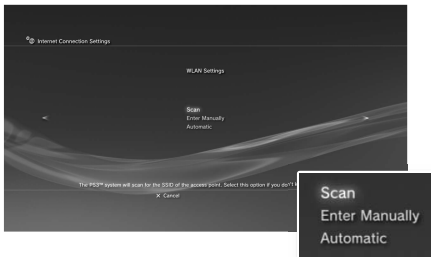 Internet Connection Settings
WLAN Settings
Scan
Enter Manually
Automatic
The PS3™ system will scan for the SSID of the access point. Select this option if you don't
X Cancel
Scan
Enter Manually
Automatic